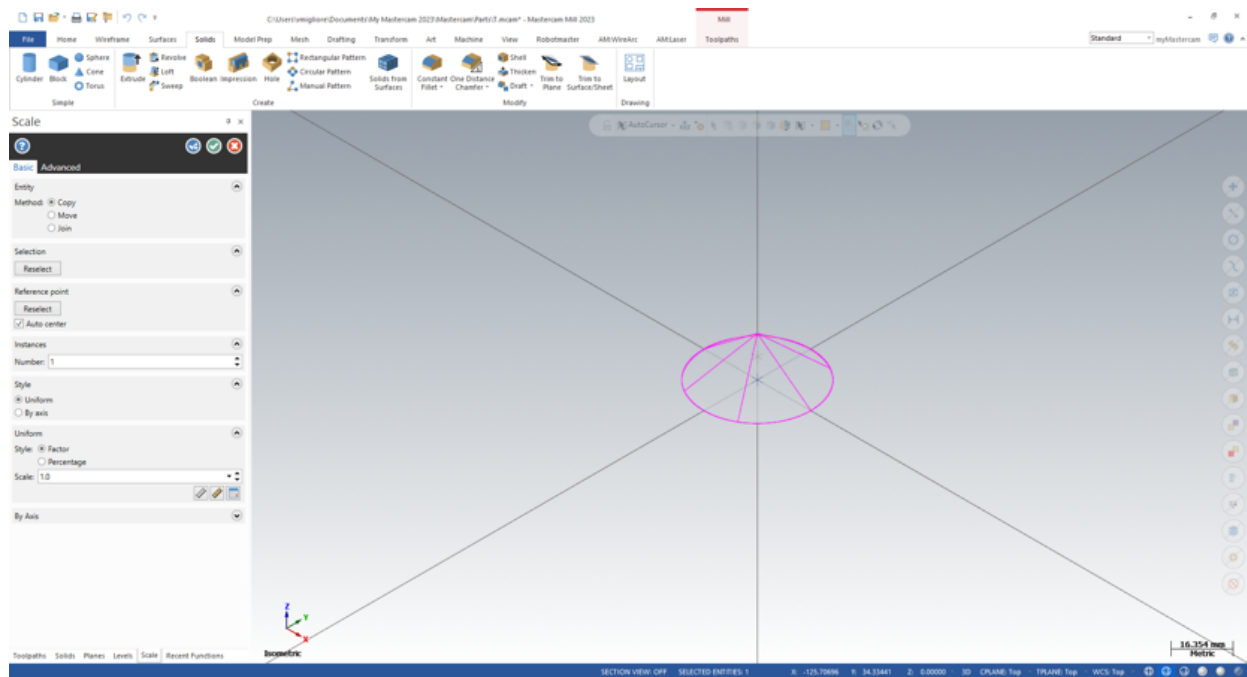 C:\Users\vmiglione\Documents\My Mastercam 2023\Mastercam\Parts\T.mcam* - Mastercam Mill 2023
Mill
File Home Wireframe Surfaces Solids Model Prep Mesh Drafting Transform Art Machine View Robotmaster AM:WireArc AM:Laser Toolpaths
Standard
myMastercam
Cylinder
Block
Sphere
Cone
Torus
Simple
Extrude
Revolve
Loft
Sweep
Boolean
Impression
Hole
Rectangular Pattern
Circular Pattern
Manual Pattern
Solids from
Surfaces
Create
Constant
Fillet
One Distance
Chamfer
Shell
Thicken
Draft
Trim to
Plane
Trim to
Surface/Sheet
Modify
Layout
Drawing
Scale
Basic Advanced
Entity
Method: Copy
Move
Join
Selection
Reselect
Reference point
Reselect
Auto center
Instances
Number: 1
Style
Uniform
By axis
Uniform
Style: Factor
Percentage
Scale: 1.0
By Axis
AutoCursor
Z
Y
X
Isometric
16.354 mm
Metric
Toolpaths Solids Planes Levels Scale Recent Functions
SECTION VIEW: OFF SELECTED ENTITIES: 1 X: -125.70696 Y: 34.33441 Z: 0.00000 3D CPLANE: Top TPLANE: Top WCS: Top